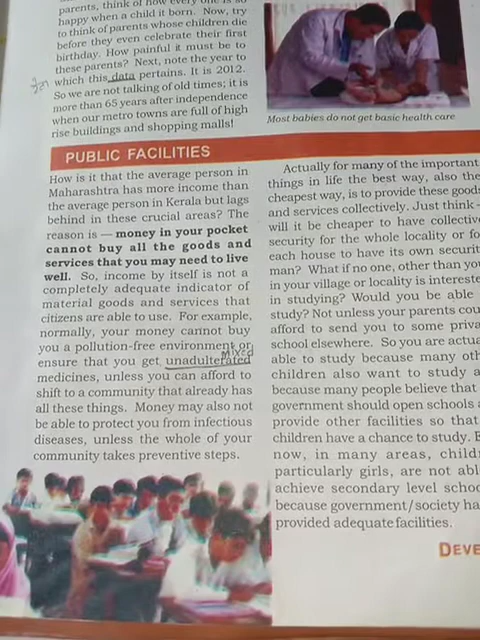 parents, think of how every one is so
happy when a child it born. Now, try
to think of parents whose children die
before they even celebrate their first
birthday. How painful it must be to
these parents? Next, note the year to
which this data pertains. It is 2012.
So we are not talking of old times; it is
more than 65 years after independence
when our metro towns are full of high
rise buildings and shopping malls!
Most babies do not get basic health care
PUBLIC FACILITIES
How is it that the average person in
Maharashtra has more income than
the average person in Kerala but lags
behind in these crucial areas? The
reason is — money in your pocket
cannot buy all the goods and
services that you may need to live
well. So, income by itself is not a
completely adequate indicator of
material goods and services that
citizens are able to use. For example,
normally, your money cannot buy
you a pollution-free environment or
mixed
ensure that you get unadulterated
medicines, unless you can afford to
shift to a community that already has
all these things. Money may also not
be able to protect you from infectious
diseases, unless the whole of your
community takes preventive steps.
Actually for many of the important
things in life the best way, also the
cheapest way, is to provide these goods
and services collectively. Just think –
will it be cheaper to have collective
security for the whole locality or fo
each house to have its own securit
man? What if no one, other than yo
in your village or locality is intereste
in studying? Would you be able
study? Not unless your parents cou
afford to send you to some priva
school elsewhere. So you are actua
able to study because many oth
children also want to study a
because many people believe that
government should open schools a
provide other facilities so that
children have a chance to study. E
now, in many areas, child
particularly girls, are not abl
achieve secondary level schoo
because government/society ha
provided adequate facilities.
DEVE